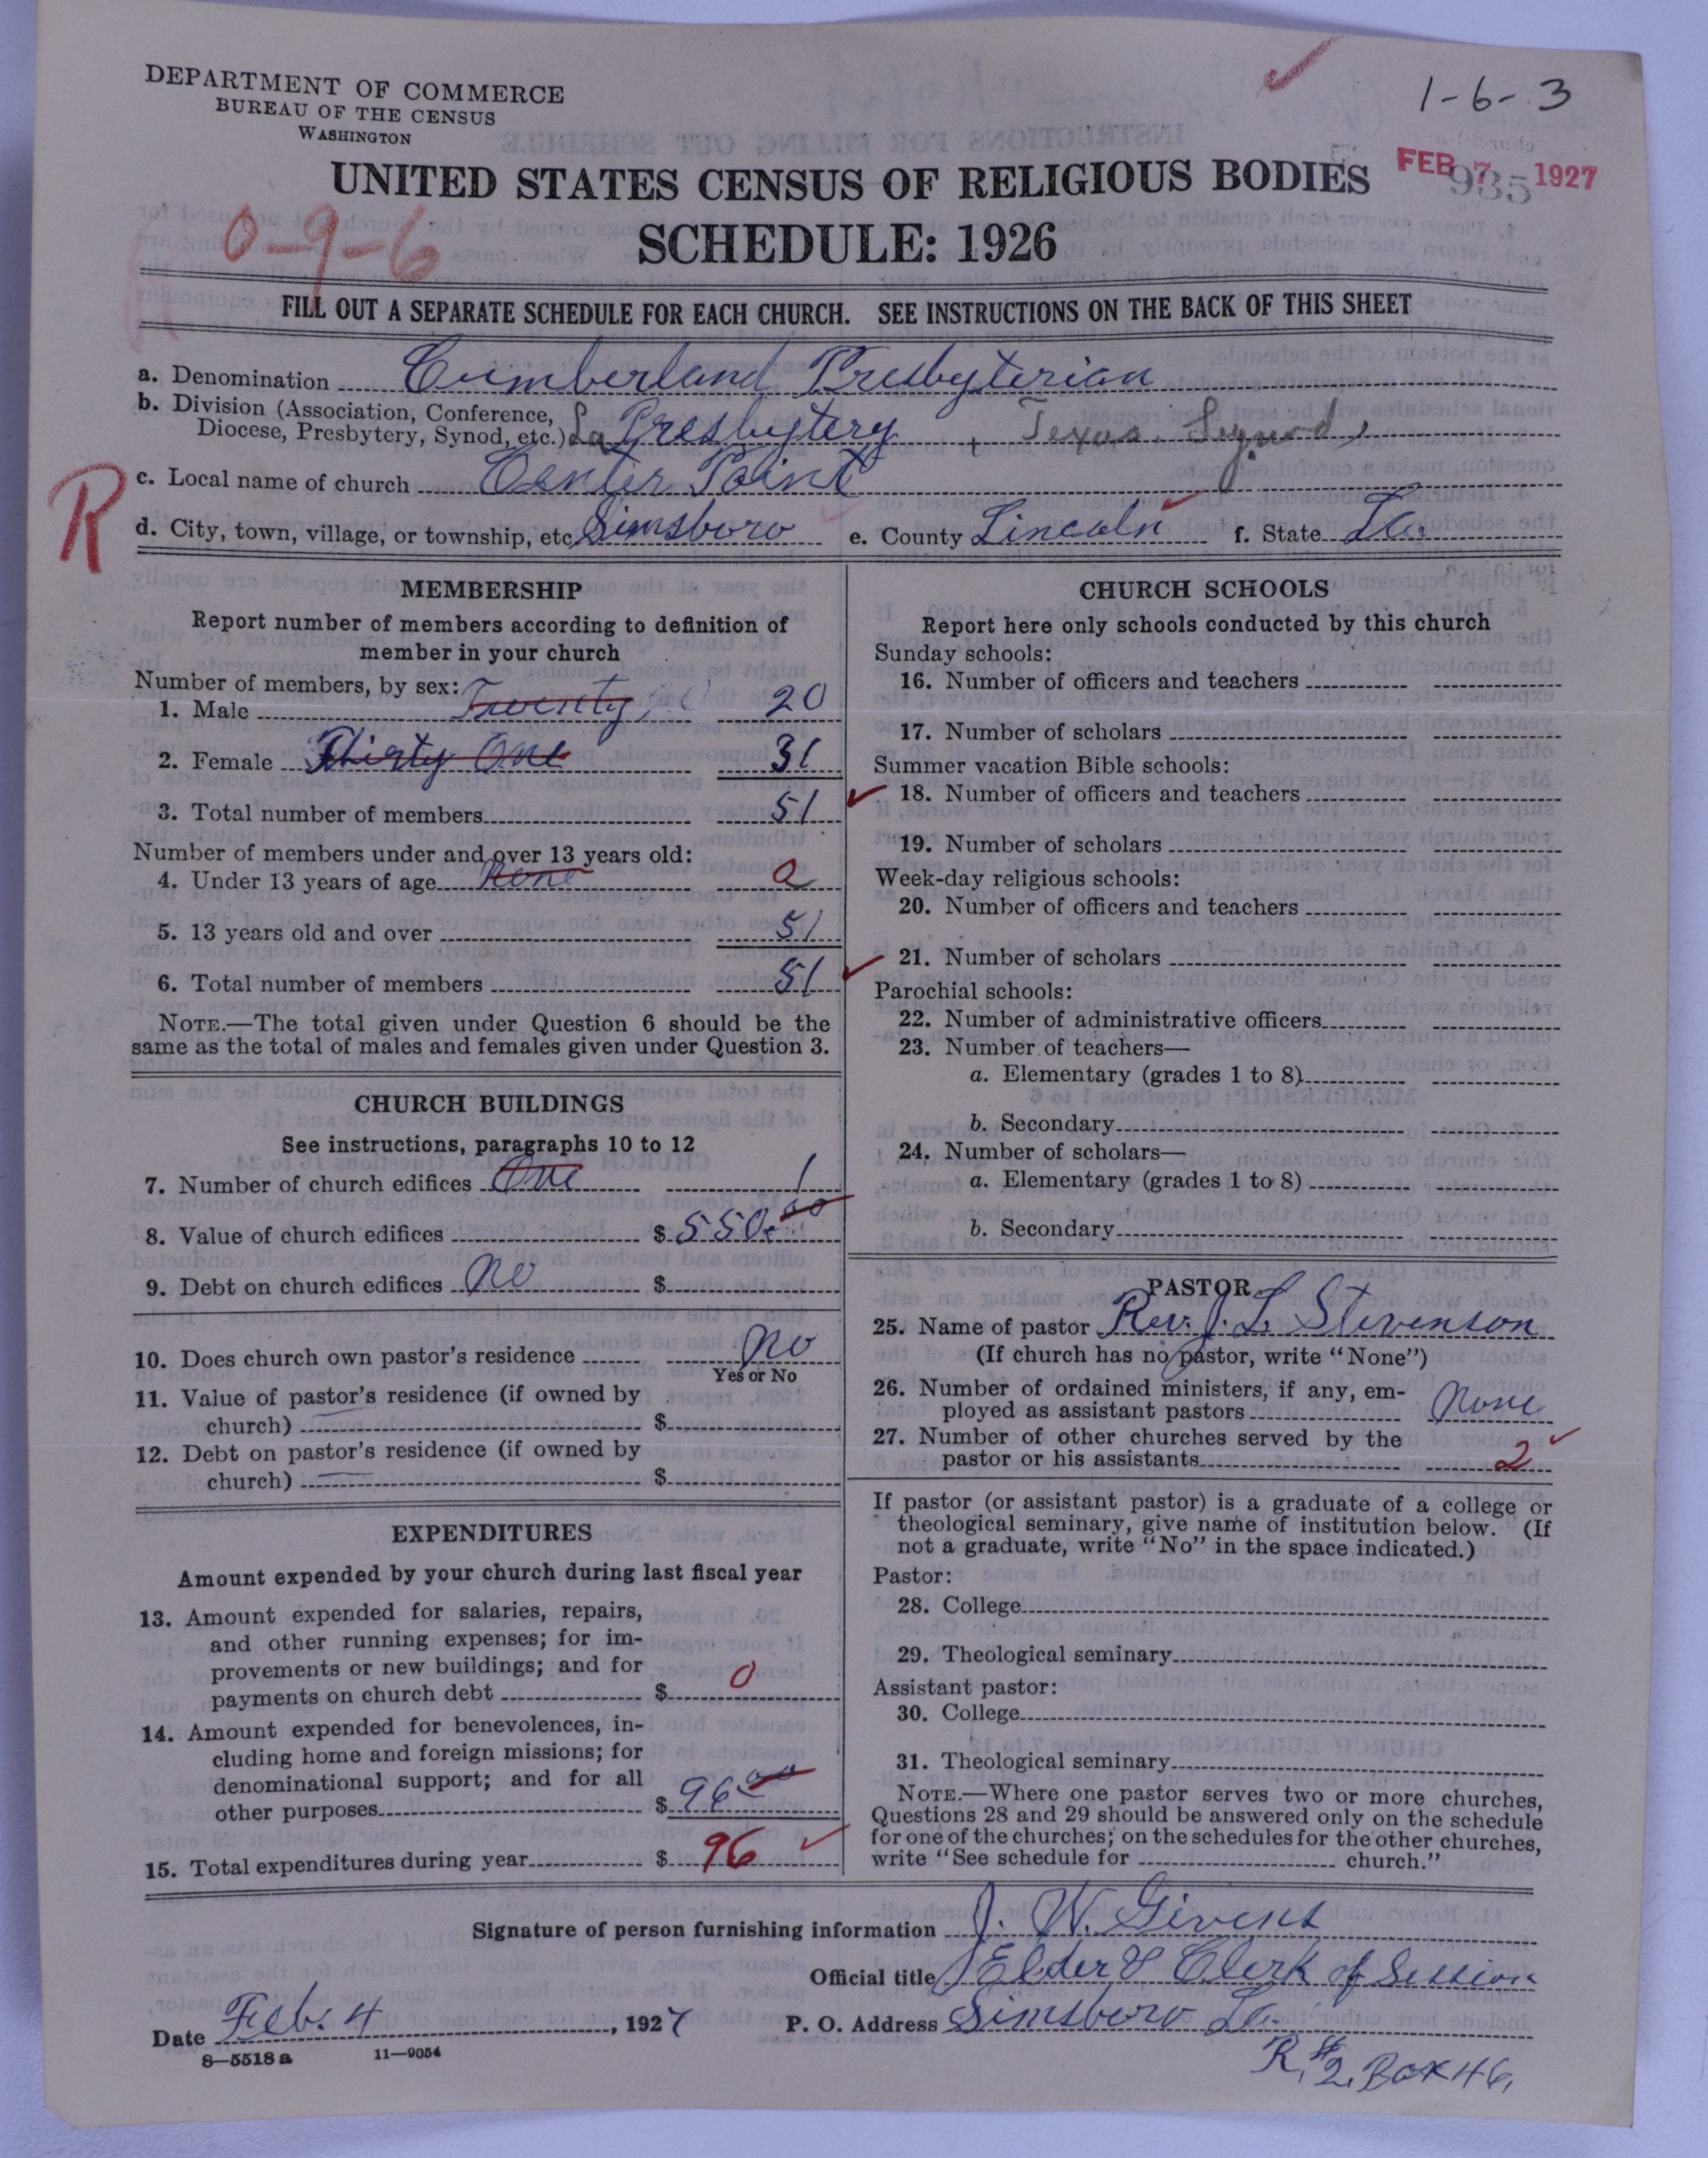 DEPARTMENT OF COMMERCE
BUREAU OF THE CENSUS
WASHINGTON
1-6-3
UNITED STATES CENSUS OF RELIGIOUS BODIES
FEB 7 1927
935
SCHEDULE: 1926
0-9-6
FILL OUT A SEPARATE SCHEDULE FOR EACH CHURCH. SEE INSTRUCTIONS ON THE BACK OF THIS SHEET
a. Denomination Cumberland Presbyterian
b. Division (Association, Conference,
Diocese, Presbytery, Synod, etc.) La Presbytery, Texas Synod,
R
c. Local name of church Center Point
d. City, town, village, or township, etc. Simsboro e. County Lincoln f. State La.
MEMBERSHIP
Report number of members according to definition of
member in your church
Number of members, by sex:
1. Male Twenty 20
2. Female Thirty One 31
3. Total number of members 51
Number of members under and over 13 years old:
4. Under 13 years of age None 0
5. 13 years old and over 51
6. Total number of members 51
NOTE.—The total given under Question 6 should be the
same as the total of males and females given under Question 3.
CHURCH BUILDINGS
See instructions, paragraphs 10 to 12
7. Number of church edifices One 1
8. Value of church edifices $ 550.00
9. Debt on church edifices No $
10. Does church own pastor's residence No
Yes or No
11. Value of pastor's residence (if owned by
church) $
12. Debt on pastor's residence (if owned by
church) $
EXPENDITURES
Amount expended by your church during last fiscal year
13. Amount expended for salaries, repairs,
and other running expenses; for im-
provements or new buildings; and for
payments on church debt $ 0
14. Amount expended for benevolences, in-
cluding home and foreign missions; for
denominational support; and for all
other purposes $ 96 00
15. Total expenditures during year $ 96
CHURCH SCHOOLS
Report here only schools conducted by this church
Sunday schools:
16. Number of officers and teachers
17. Number of scholars
Summer vacation Bible schools:
18. Number of officers and teachers
19. Number of scholars
Week-day religious schools:
20. Number of officers and teachers
21. Number of scholars
Parochial schools:
22. Number of administrative officers
23. Number of teachers—
a. Elementary (grades 1 to 8)
b. Secondary
24. Number of scholars—
a. Elementary (grades 1 to 8)
b. Secondary
PASTOR
25. Name of pastor Rev. J. L. Stevenson
(If church has no pastor, write "None")
26. Number of ordained ministers, if any, em-
ployed as assistant pastors None
27. Number of other churches served by the
pastor or his assistants 2
If pastor (or assistant pastor) is a graduate of a college or
theological seminary, give name of institution below. (If
not a graduate, write "No" in the space indicated.)
Pastor:
28. College
29. Theological seminary
Assistant pastor:
30. College
31. Theological seminary
NOTE.—Where one pastor serves two or more churches,
Questions 28 and 29 should be answered only on the schedule
for one of the churches; on the schedules for the other churches,
write "See schedule for church."
Signature of person furnishing information J. W. Givens
Official title Elder & Clerk of Session
Date Feb. 4, 1927 P. O. Address Simsboro La.
8—5518 a 11—9054
R. #2, Box 46,